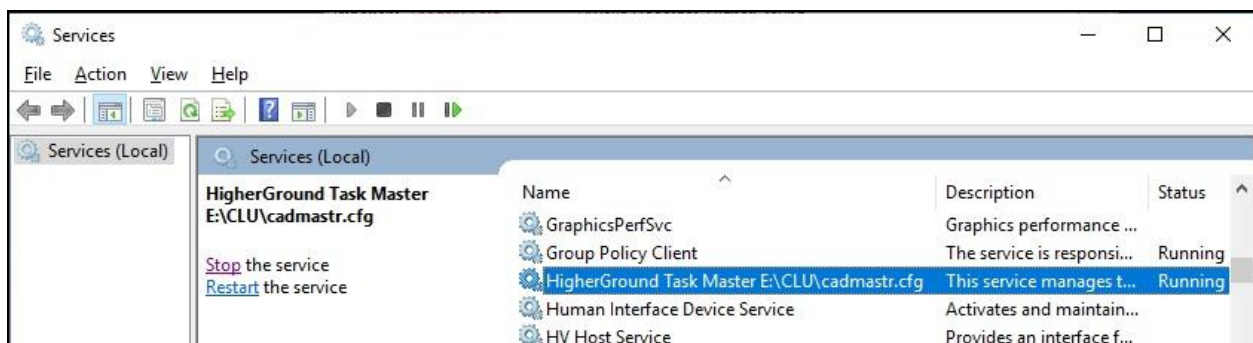 Services
File Action View Help
Services (Local)
Services (Local)
HigherGround Task Master
E:\CLU\cadmastr.cfg
Stop the service
Restart the service
Name Description Status
GraphicsPerfSvc Graphics performance ...
Group Policy Client The service is responsi... Running
HigherGround Task Master E:\CLU\cadmastr.cfg This service manages t... Running
Human Interface Device Service Activates and maintain...
HV Host Service Provides an interface f...